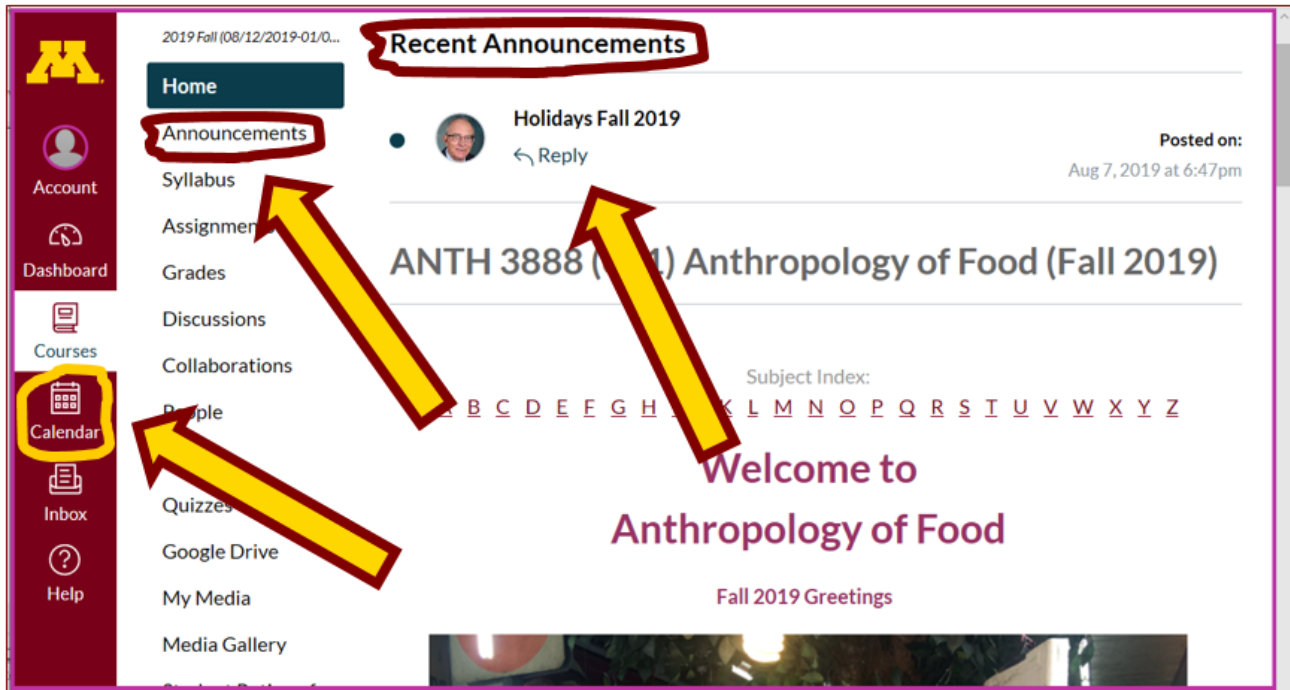 Account
Dashboard
Courses
Calendar
Inbox
Help
2019 Fall (08/12/2019-01/0...
Home
Announcements
Syllabus
Grades
Discussions
Collaborations
Quizzes
Google Drive
My Media
Media Gallery
Recent Announcements
Holidays Fall 2019
Reply
Posted on:
Aug 7, 2019 at 6:47pm
ANTH 3888 ( 1) Anthropology of Food (Fall 2019)
Subject Index:
B C D E F G H K L M N O P Q R S T U V W X Y Z
Welcome to
Anthropology of Food
Fall 2019 Greetings